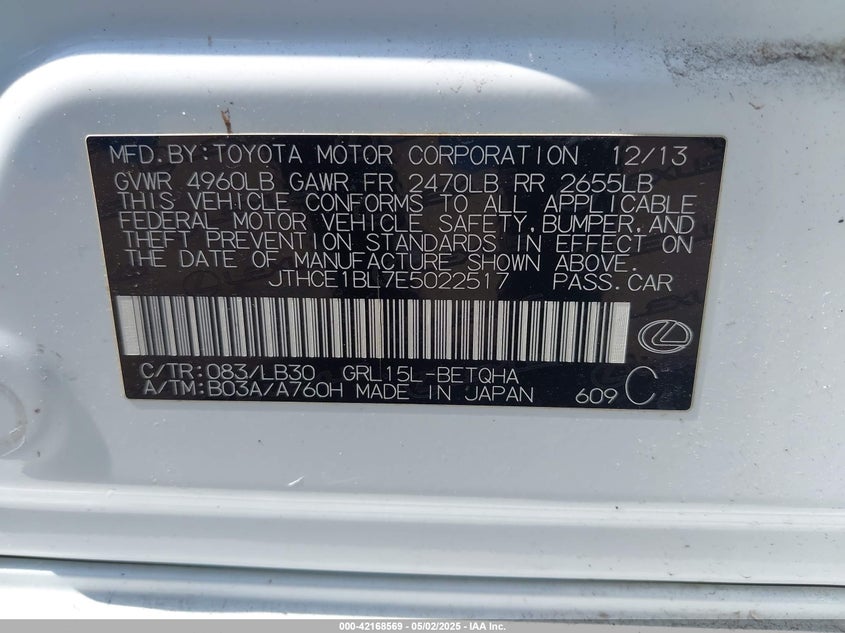 MFD.BY:TOYOTA MOTOR CORPORATION 12/13
GVWR 4960LB GAWR FR 2470LB RR 2655LB
THIS VEHICLE CONFORMS TO ALL APPLICABLE
FEDERAL MOTOR VEHICLE SAFETY,BUMPER,AND
THEFT PREVENTION STANDARDS IN EFFECT ON
THE DATE OF MANUFACTURE SHOWN ABOVE.
JTHCE1BL7E5022517 PASS.CAR
C/TR:083/LB30 GRL15L-BETQHA
A/TM:B03A/A760H MADE IN JAPAN 609 C
000-42168569 | 05/02/2025 | IAA Inc.